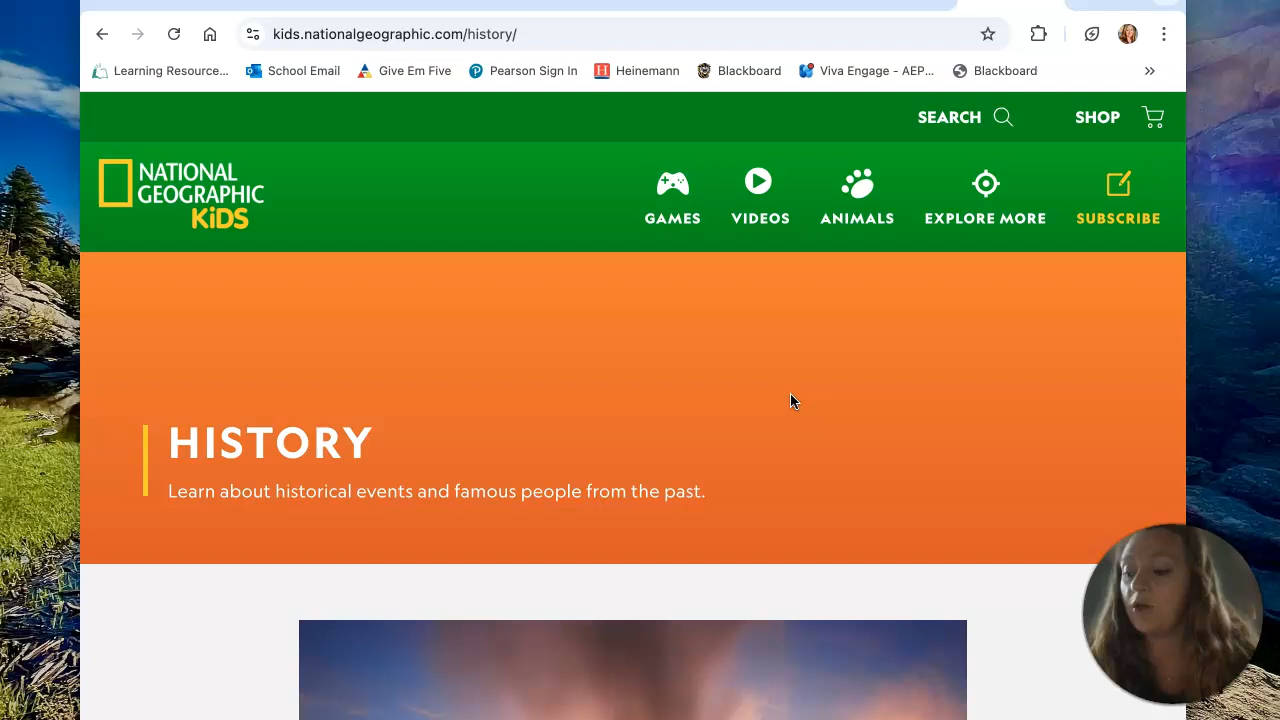 kids.nationalgeographic.com/history/
Learning Resource... School Email Give Em Five Pearson Sign In Heinemann Blackboard Viva Engage - AEP... Blackboard
SEARCH SHOP
NATIONAL
GEOGRAPHIC
KiDS
GAMES VIDEOS ANIMALS EXPLORE MORE SUBSCRIBE
HISTORY
Learn about historical events and famous people from the past.